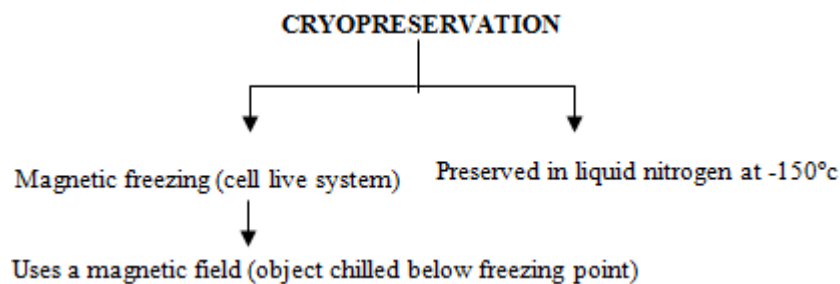 CRYOPRESERVATION
Magnetic freezing (cell live system)
Preserved in liquid nitrogen at -150°c
Uses a magnetic field (object chilled below freezing point)